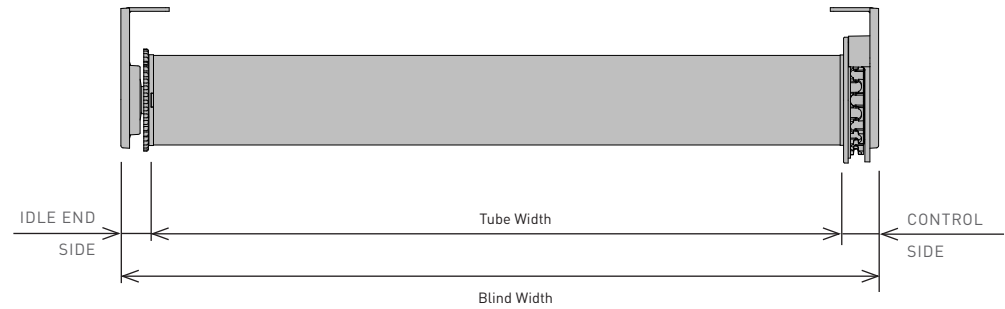 IDLE END
SIDE
Tube Width
CONTROL
SIDE
Blind Width